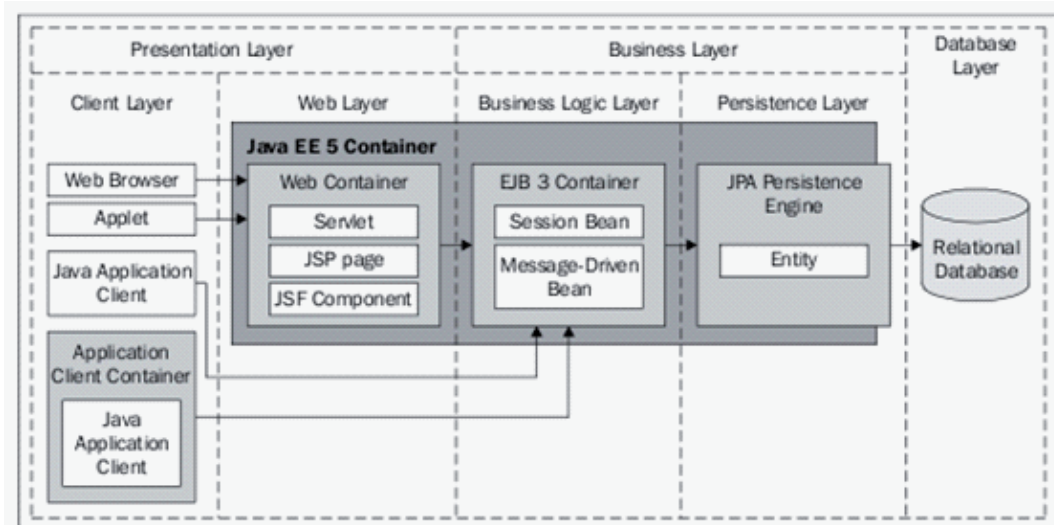 Presentation Layer
Business Layer
Database
Layer
Client Layer
Web Layer
Business Logic Layer
Persistence Layer
Java EE 5 Container
Web Browser
Applet
Java Application
Client
Application
Client Container
Java
Application
Client
Web Container
Servlet
JSP page
JSF Component
EJB 3 Container
Session Bean
Message-Driven
Bean
JPA Persistence
Engine
Entity
Relational
Database